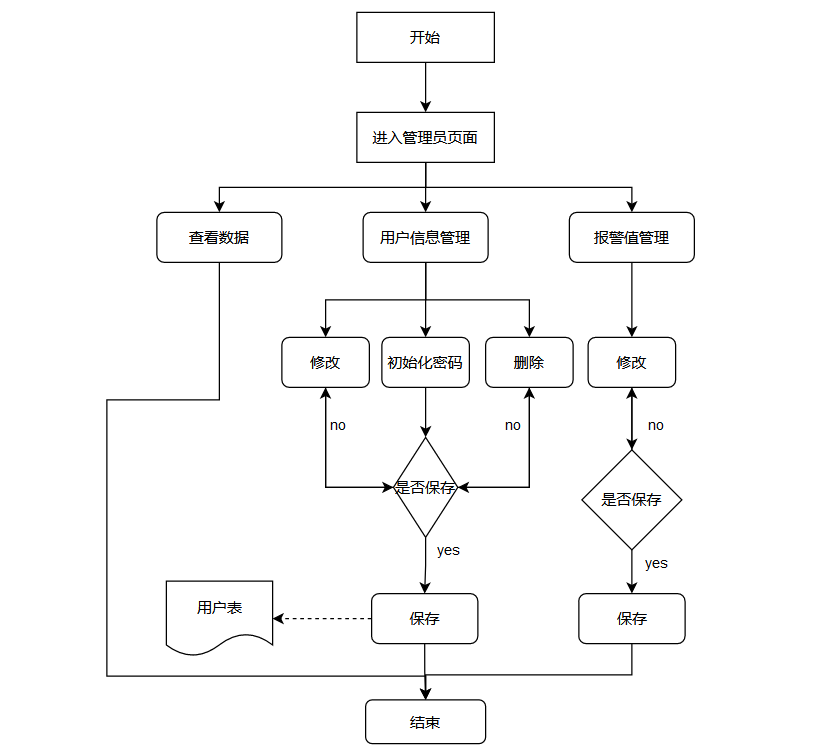 开始
进入管理员页面
查看数据
用户信息管理
报警值管理
修改
初始化密码
删除
修改
no
no
no
是否保存
是否保存
yes
yes
用户表
保存
保存
结束